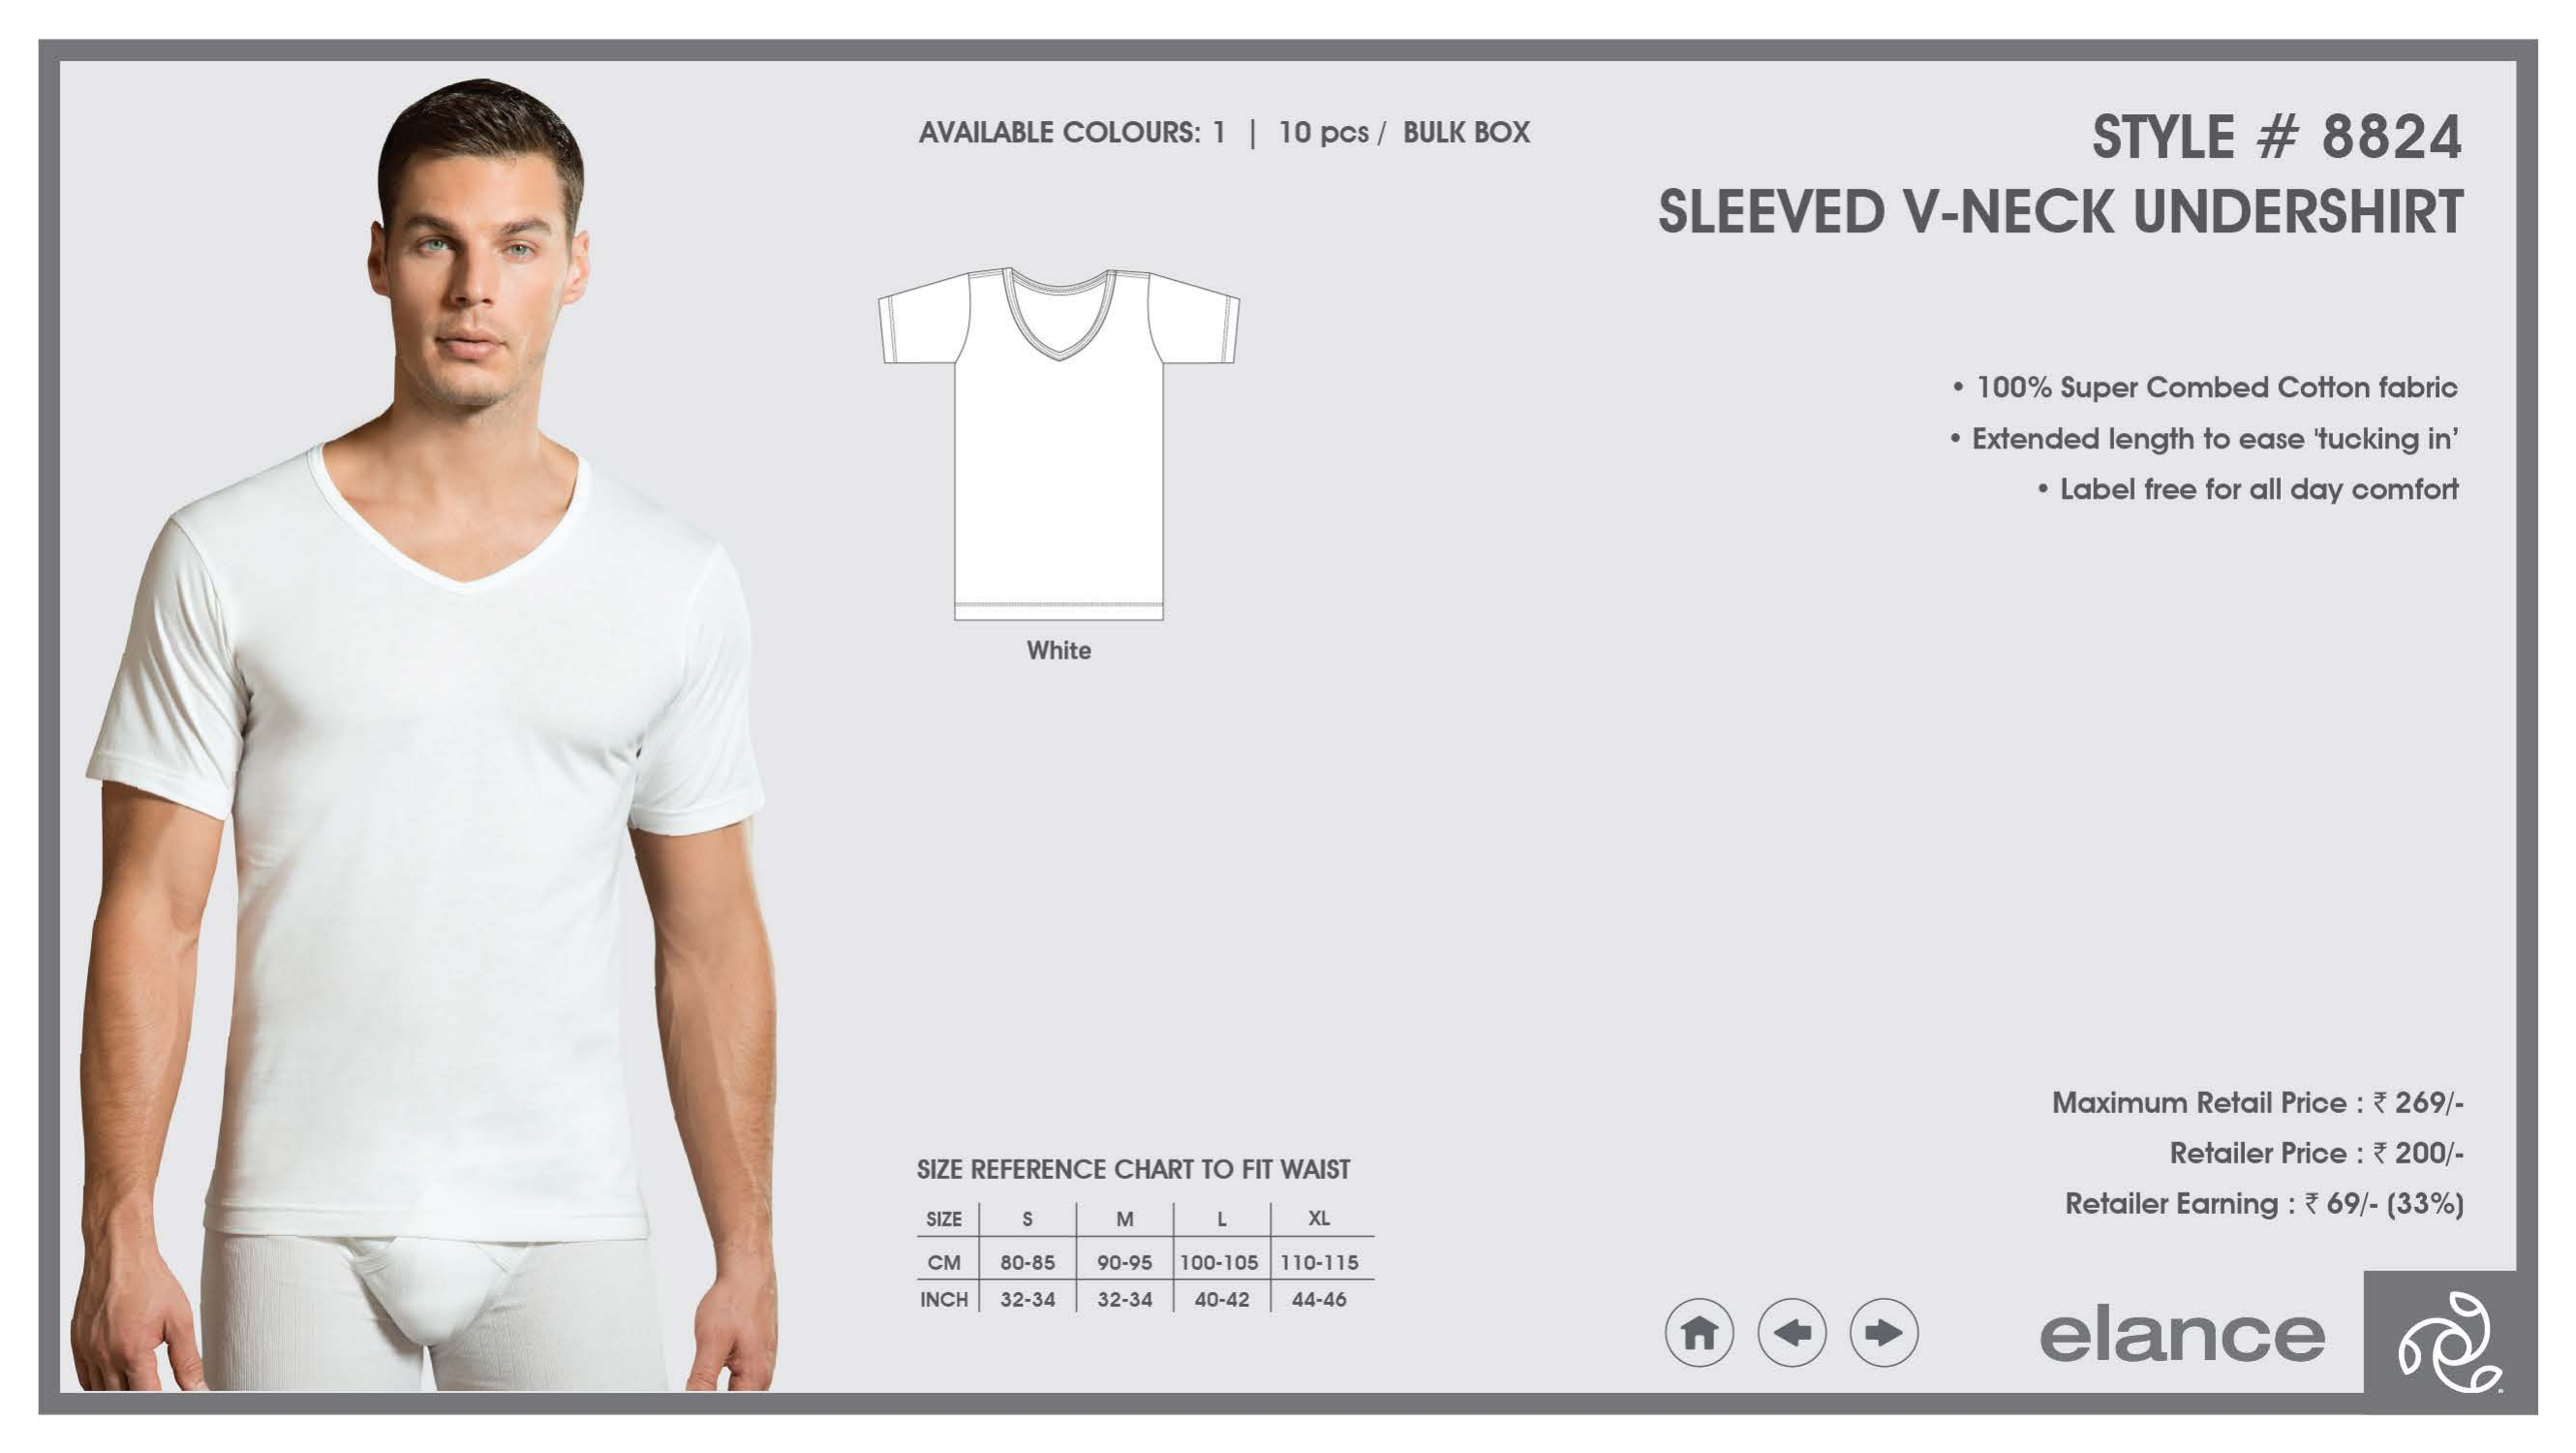 AVAILABLE COLOURS: 1 | 10 pcs / BULK BOX
STYLE # 8824
SLEEVED V-NECK UNDERSHIRT
• 100% Super Combed Cotton fabric
• Extended length to ease 'tucking in'
• Label free for all day comfort
White
Maximum Retail Price : ₹ 269/-
Retailer Price : ₹ 200/-
Retailer Earning : ₹ 69/- (33%)
SIZE REFERENCE CHART TO FIT WAIST
SIZE S M L XL
CM 80-85 90-95 100-105 110-115
INCH 32-34 32-34 40-42 44-46
elance